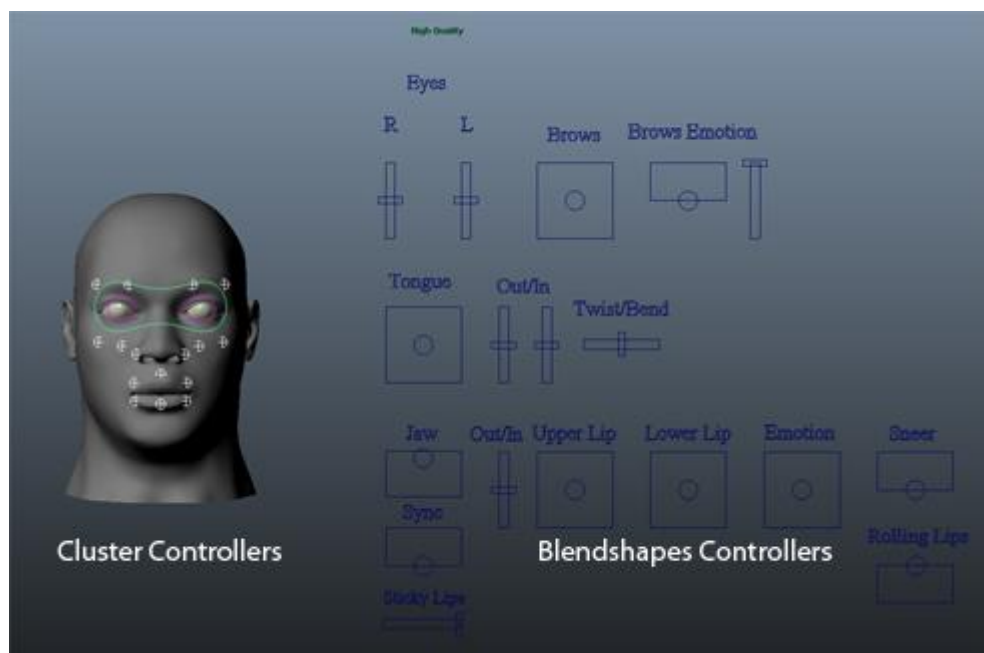 High Quality
Eyes
R L
Brows Brows Emotion
Tongue Out/In
Twist/Bend
Jaw Out/In Upper Lip Lower Lip Emotion Sneer
Sync
Cluster Controllers Blendshapes Controllers
Rolling Lips
Sticky Lips